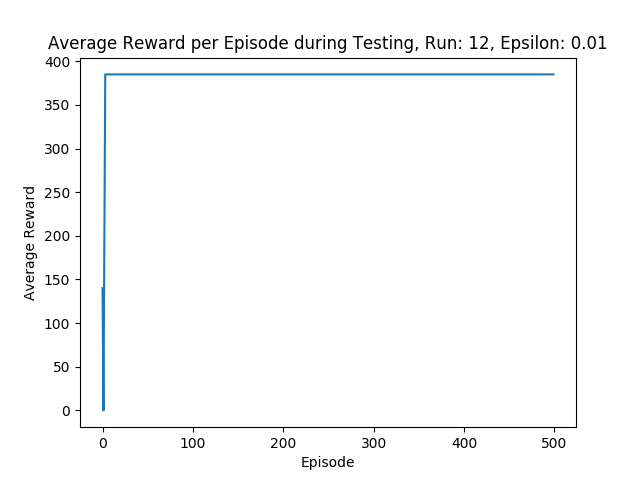 Average Reward per Episode during Testing, Run: 12, Epsilon: 0.01
400
350
300
250
200
150
100
50
0
Average Reward
0 100 200 300 400 500
Episode